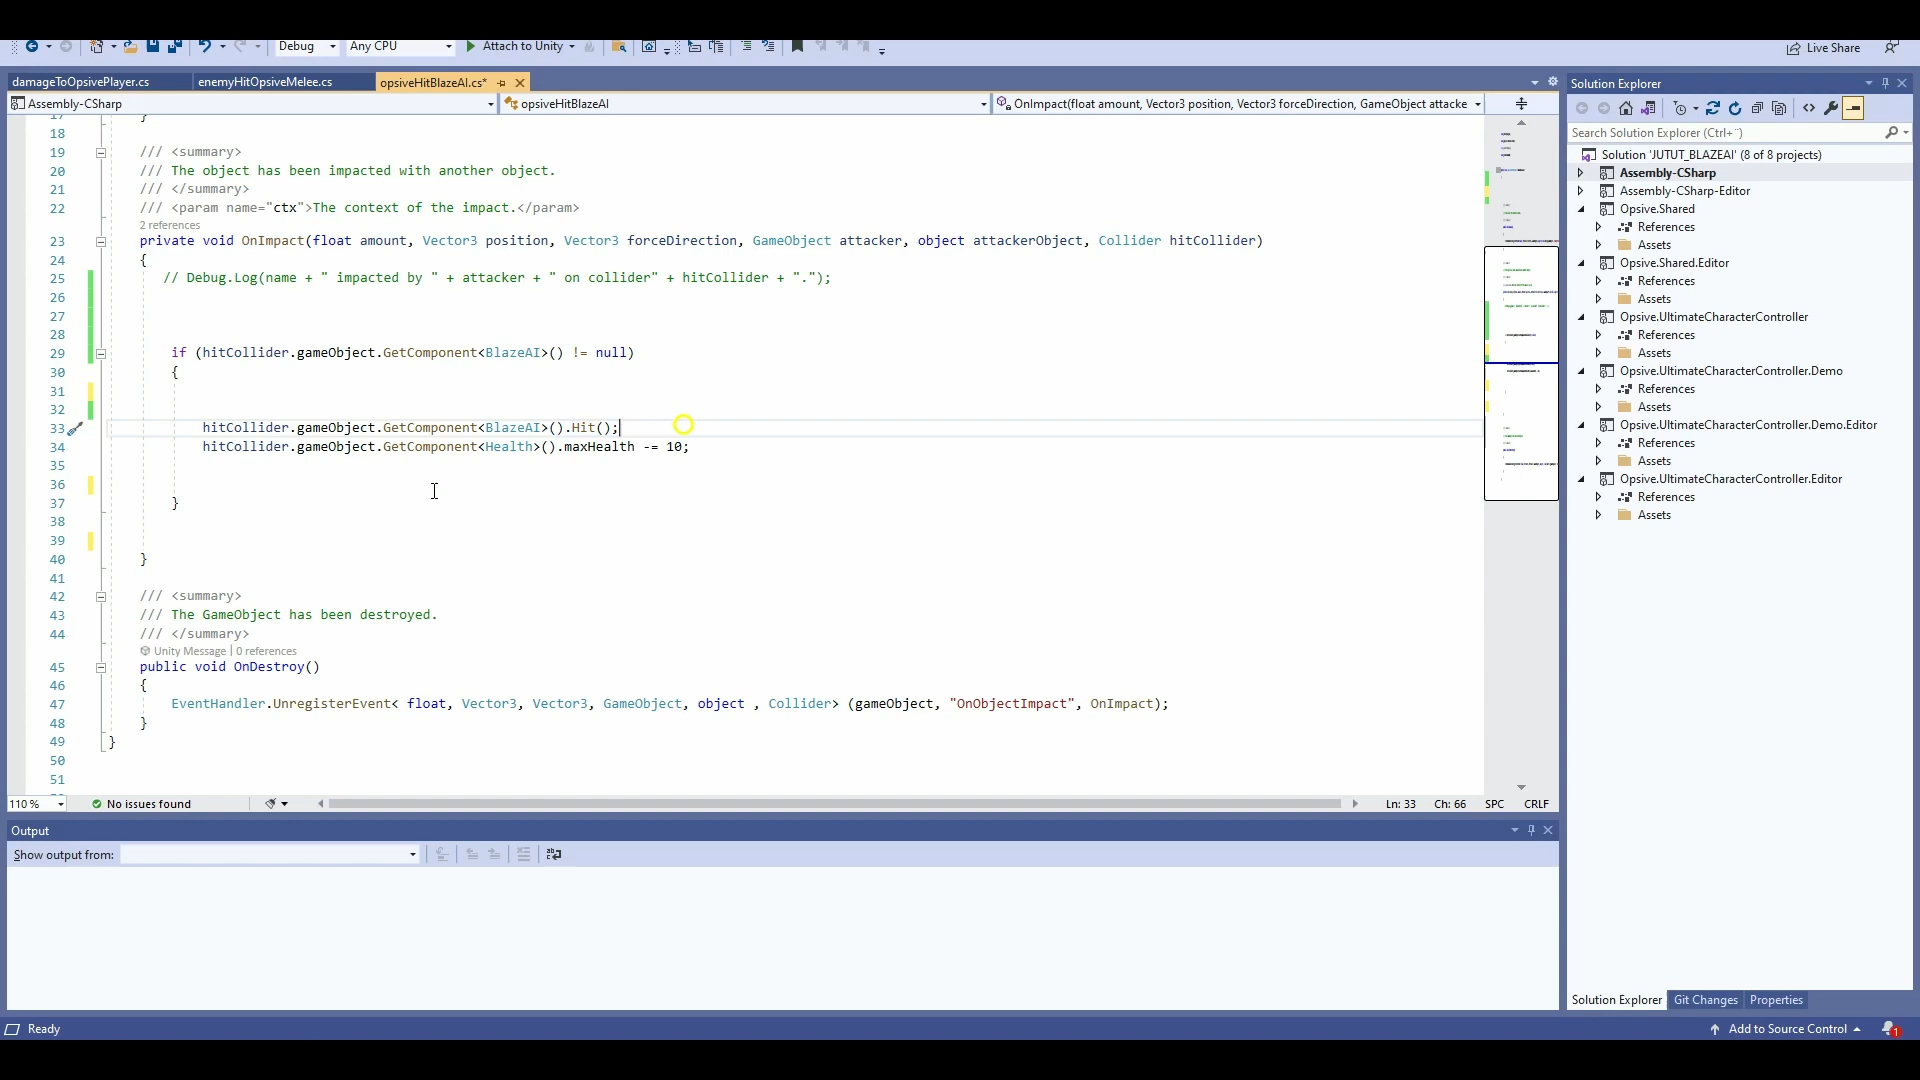 Debug Any CPU Attach to Unity Live Share
damageToOpsivePlayer.cs enemyHitOpsiveMelee.cs opsiveHitBlazeAI.cs*
Assembly-CSharp opsiveHitBlazeAI OnImpact(float amount, Vector3 position, Vector3 forceDirection, GameObject attacke
17 }
18
19 /// <summary>
20 /// The object has been impacted with another object.
21 /// </summary>
22 /// <param name="ctx">The context of the impact.</param>
2 references
23 private void OnImpact(float amount, Vector3 position, Vector3 forceDirection, GameObject attacker, object attackerObject, Collider hitCollider)
24 {
25 // Debug.Log(name + " impacted by " + attacker + " on collider" + hitCollider + ".");
26
27
28
29 if (hitCollider.gameObject.GetComponent<BlazeAI>() != null)
30 {
31
32
33 hitCollider.gameObject.GetComponent<BlazeAI>().Hit();
34 hitCollider.gameObject.GetComponent<Health>().maxHealth -= 10;
35
36
37 }
38
39
40 }
41
42 /// <summary>
43 /// The GameObject has been destroyed.
44 /// </summary>
Unity Message | 0 references
45 public void OnDestroy()
46 {
47 EventHandler.UnregisterEvent< float, Vector3, Vector3, GameObject, object , Collider> (gameObject, "OnObjectImpact", OnImpact);
48 }
49 }
50
51
110 % No issues found Ln: 33 Ch: 66 SPC CRLF
Output
Show output from:
Solution Explorer
Search Solution Explorer (Ctrl+¨)
Solution 'JUTUT_BLAZEAI' (8 of 8 projects)
Assembly-CSharp
Assembly-CSharp-Editor
Opsive.Shared
References
Assets
Opsive.Shared.Editor
References
Assets
Opsive.UltimateCharacterController
References
Assets
Opsive.UltimateCharacterController.Demo
References
Assets
Opsive.UltimateCharacterController.Demo.Editor
References
Assets
Opsive.UltimateCharacterController.Editor
References
Assets
Solution Explorer Git Changes Properties
Ready Add to Source Control 1